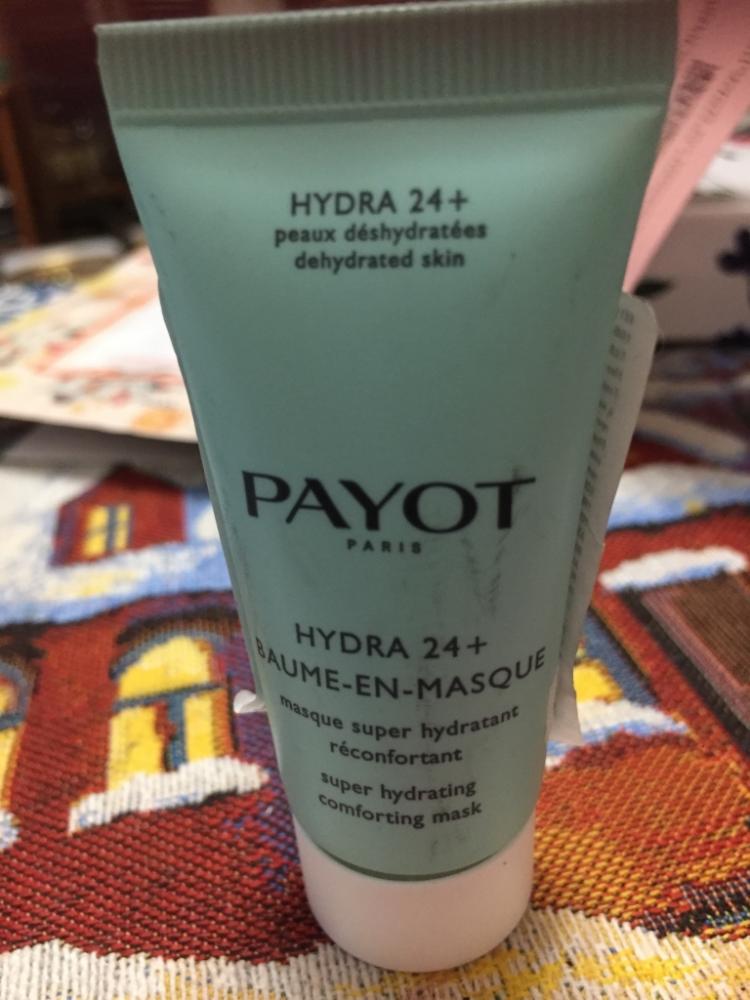 HYDRA 24+
peaux déshydratées
dehydrated skin
PAYOT
PARIS
HYDRA 24+
BAUME-EN-MASQUE
masque super hydratant
réconfortant
super hydrating
comforting mask